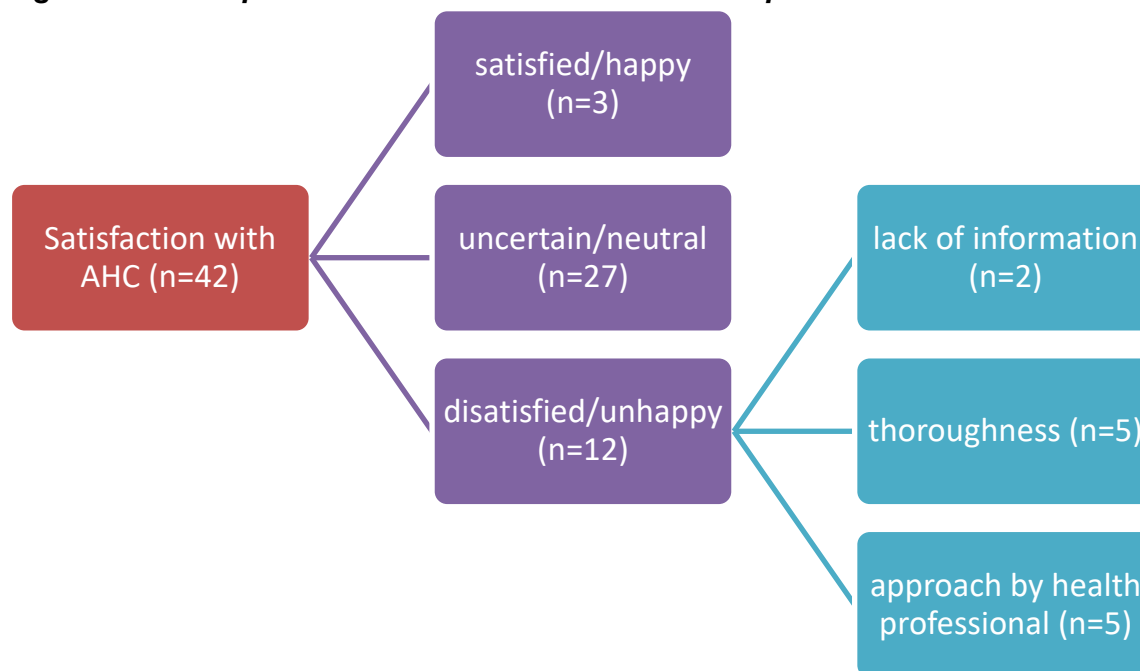 satisfied/happy
(n=3)
Satisfaction with
AHC (n=42)
uncertain/neutral
(n=27)
disatisfied/unhappy
(n=12)
lack of information
(n=2)
thoroughness (n=5)
approach by health
professional (n=5)